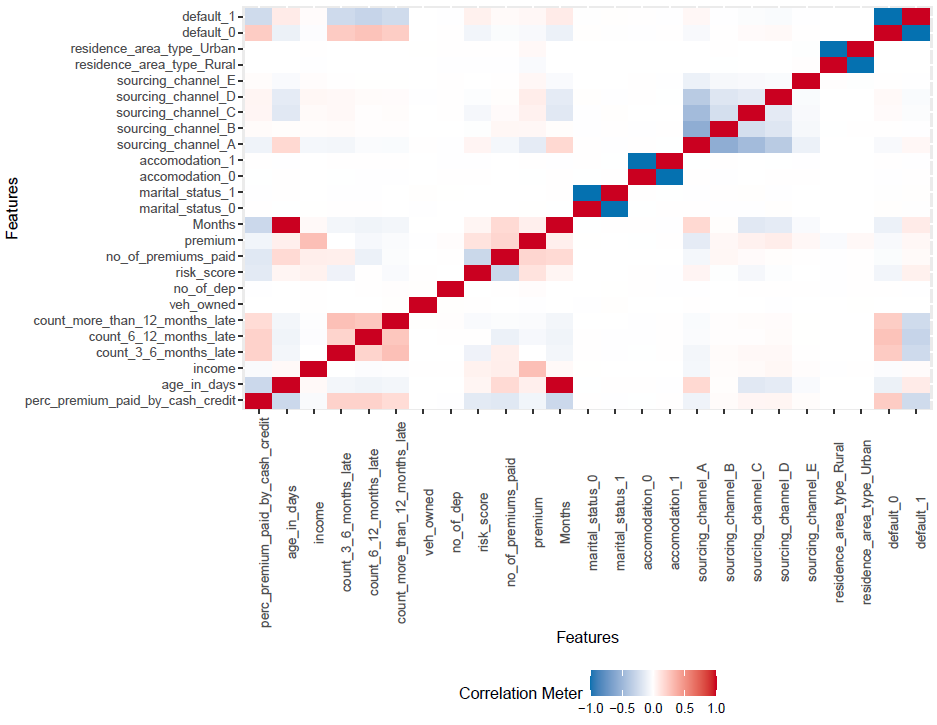 default_1
default_0
residence_area_type_Urban
residence_area_type_Rural
sourcing_channel_E
sourcing_channel_D
sourcing_channel_C
sourcing_channel_B
sourcing_channel_A
accomodation_1
accomodation_0
marital_status_1
marital_status_0
Months
premium
no_of_premiums_paid
risk_score
no_of_dep
veh_owned
count_more_than_12_months_late
count_6_12_months_late
count_3_6_months_late
income
age_in_days
perc_premium_paid_by_cash_credit
Features
perc_premium_paid_by_cash_credit
age_in_days
income
count_3_6_months_late
count_6_12_months_late
count_more_than_12_months_late
veh_owned
no_of_dep
risk_score
no_of_premiums_paid
premium
Months
marital_status_0
marital_status_1
accomodation_0
accomodation_1
sourcing_channel_A
sourcing_channel_B
sourcing_channel_C
sourcing_channel_D
sourcing_channel_E
residence_area_type_Rural
residence_area_type_Urban
default_0
default_1
Features
Correlation Meter
−1.0 −0.5 0.0 0.5 1.0